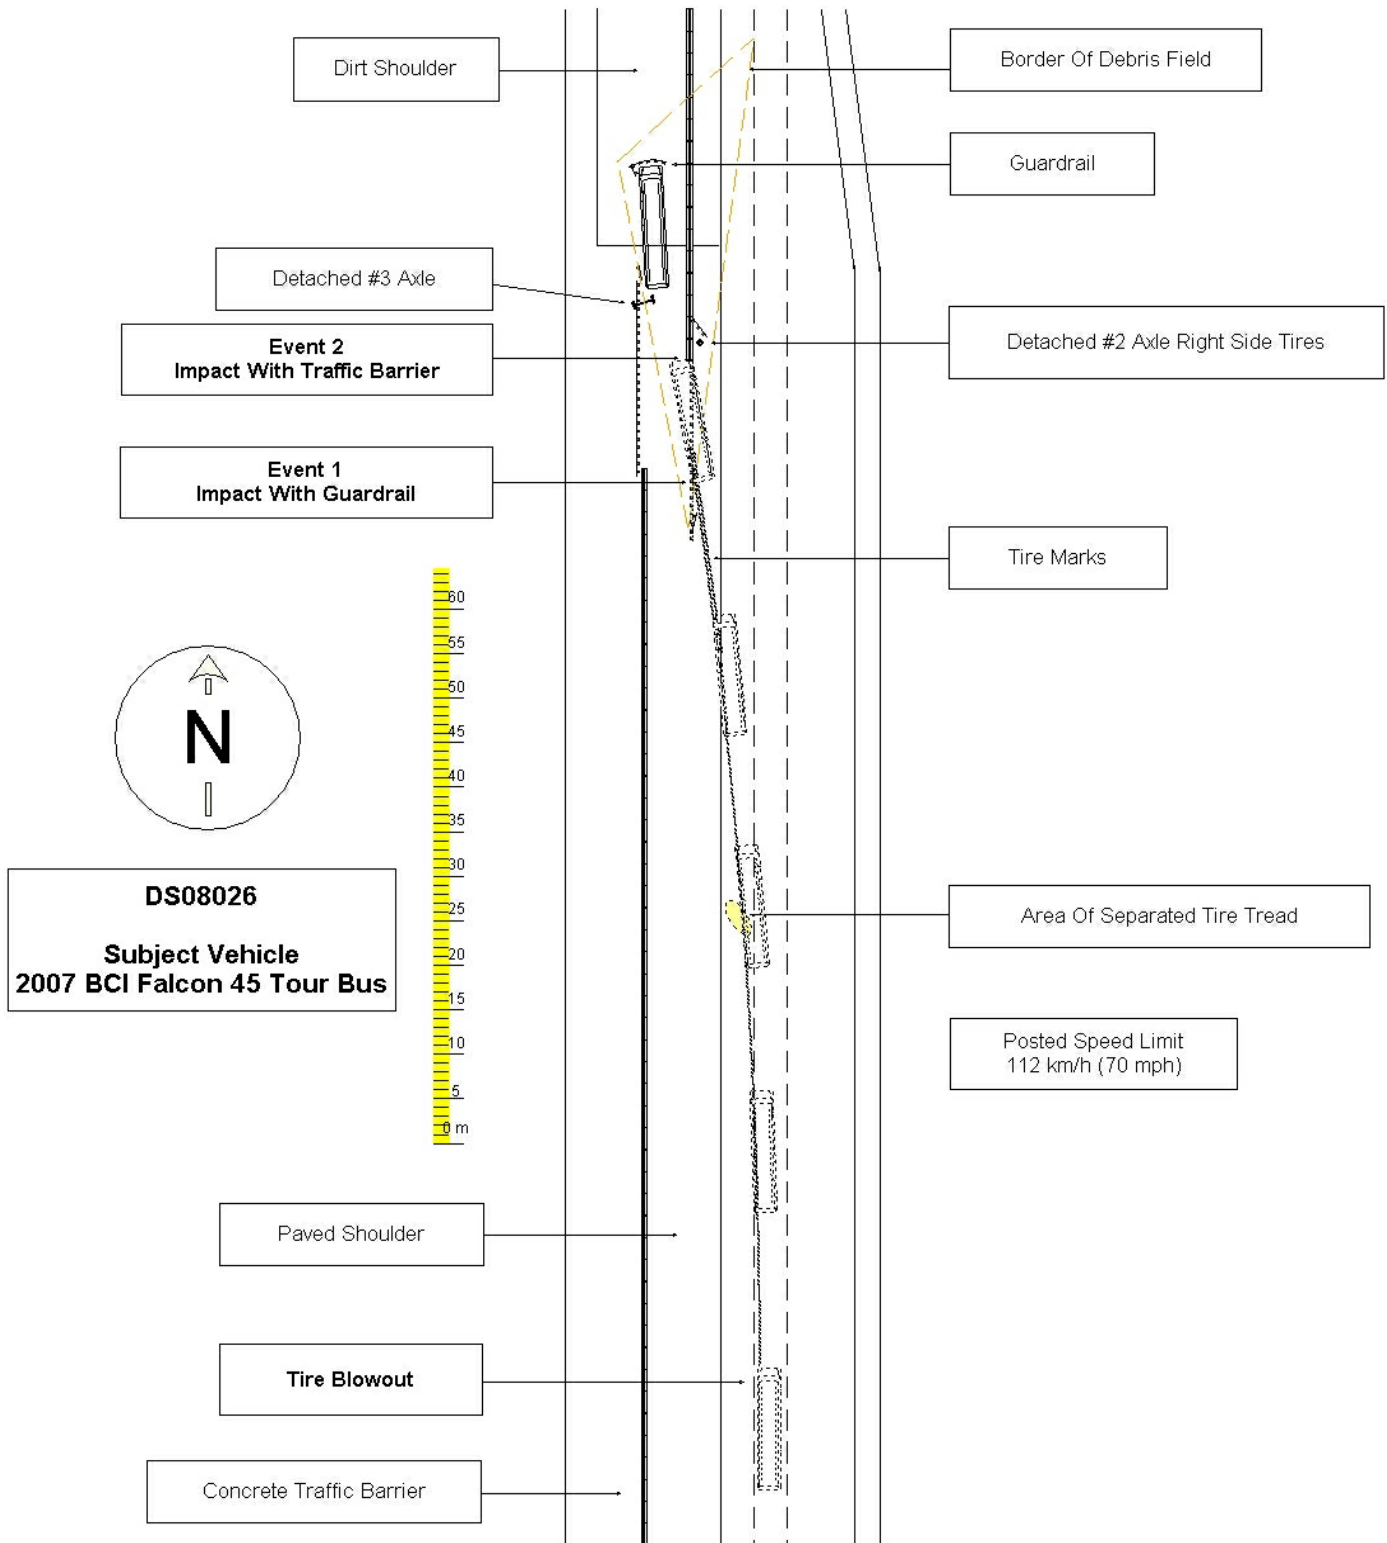 Dirt Shoulder
Border Of Debris Field
Guardrail
Detached #3 Axle
Event 2
Impact With Traffic Barrier
Detached #2 Axle Right Side Tires
Event 1
Impact With Guardrail
Tire Marks
60
55
50
45
40
35
30
25
20
15
10
5
0 m
N
DS08026
Subject Vehicle
2007 BCI Falcon 45 Tour Bus
Area Of Separated Tire Tread
Posted Speed Limit
112 km/h (70 mph)
Paved Shoulder
Tire Blowout
Concrete Traffic Barrier